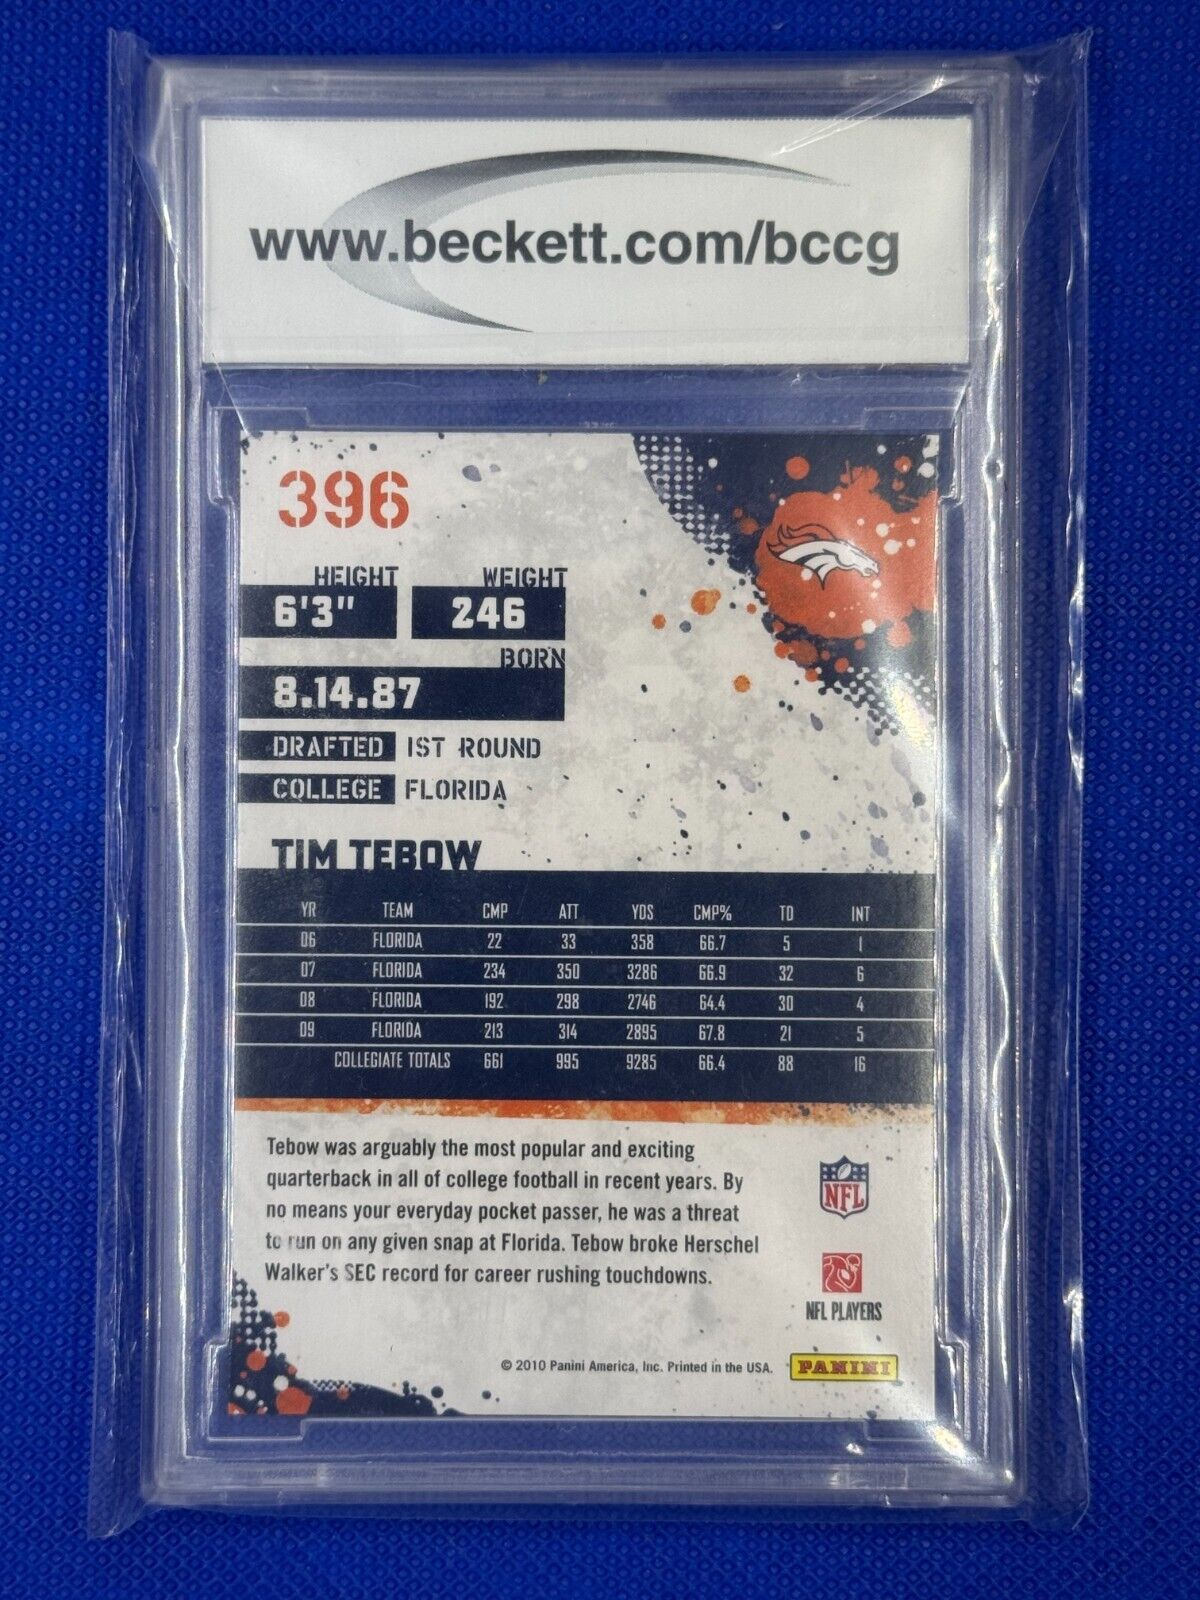 www.beckett.com/bccg
396
HEIGHT WEIGHT
6'3" 246
BORN
8.14.87
DRAFTED 1ST ROUND
COLLEGE FLORIDA
TIM TEBOW
YR TEAM CMP ATT YDS CMP% TD INT
06 FLORIDA 22 33 358 66.7 5 1
07 FLORIDA 234 350 3286 66.9 32 6
08 FLORIDA 192 298 2746 64.4 30 4
09 FLORIDA 213 314 2895 67.8 21 5
COLLEGIATE TOTALS 661 995 9285 66.4 88 16
Tebow was arguably the most popular and exciting
quarterback in all of college football in recent years. By
no means your everyday pocket passer, he was a threat
to run on any given snap at Florida. Tebow broke Herschel
Walker's SEC record for career rushing touchdowns.
NFL
NFL PLAYERS
© 2010 Panini America, Inc. Printed in the USA.
PANINI